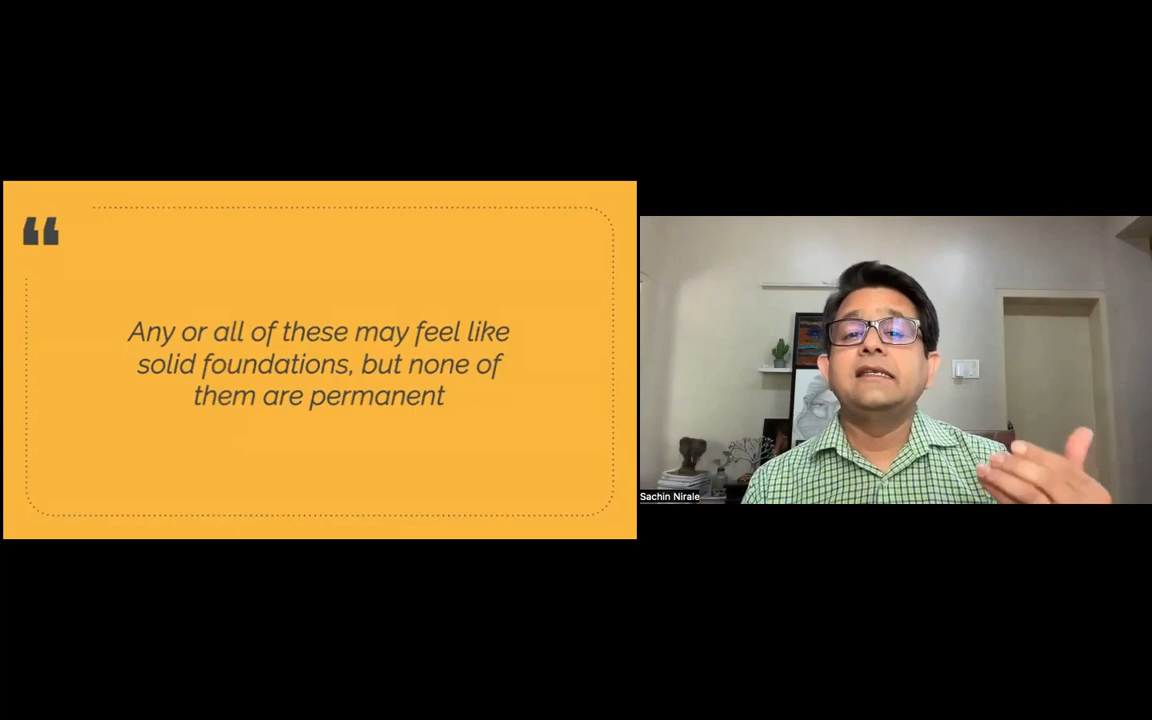 “
Any or all of these may feel like
solid foundations, but none of
them are permanent
Sachin Nirale